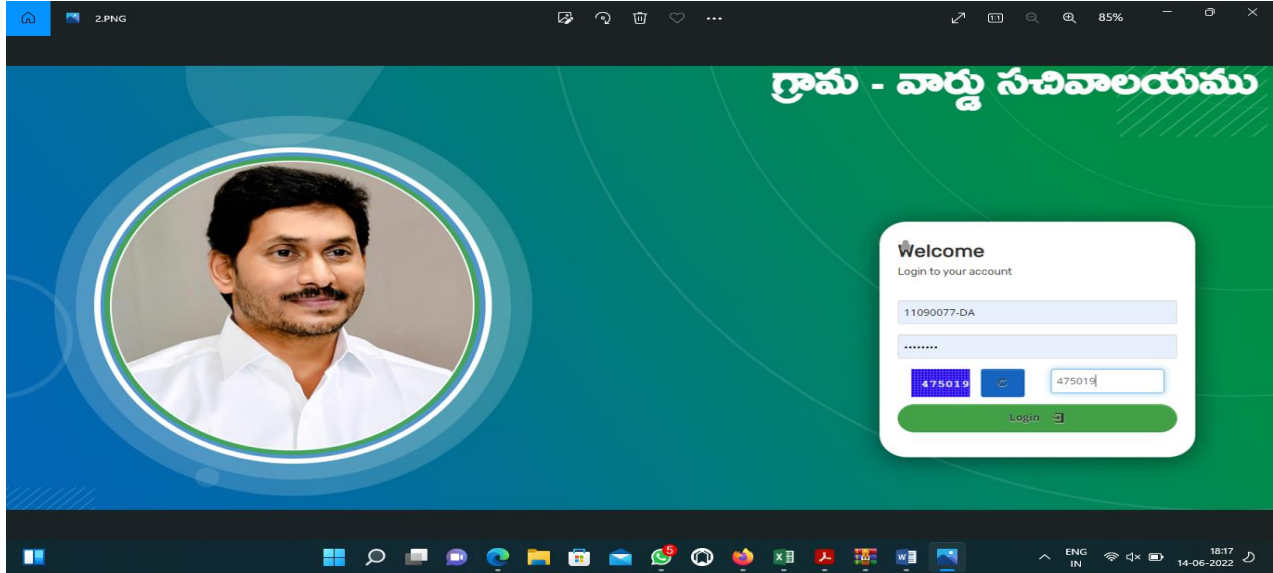 2.PNG
85%
గ్రామ - వార్డు సచివాలయము
Welcome
Login to your account
11090077-DA
........
475019
475019
Login
5
ENG
IN
18:17
14-06-2022